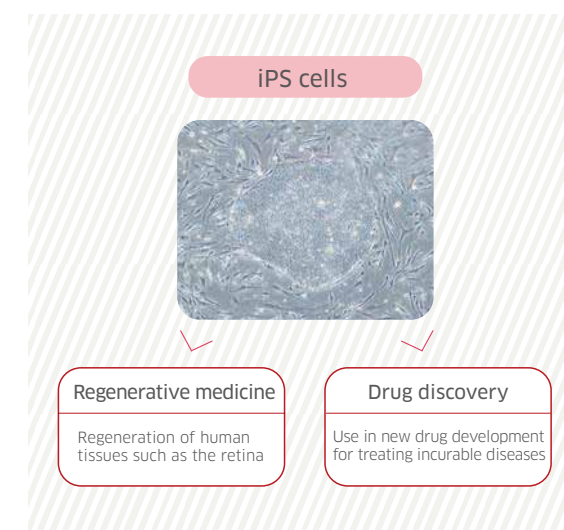 iPS cells
Regenerative medicine
Regeneration of human
tissues such as the retina
Drug discovery
Use in new drug development
for treating incurable diseases